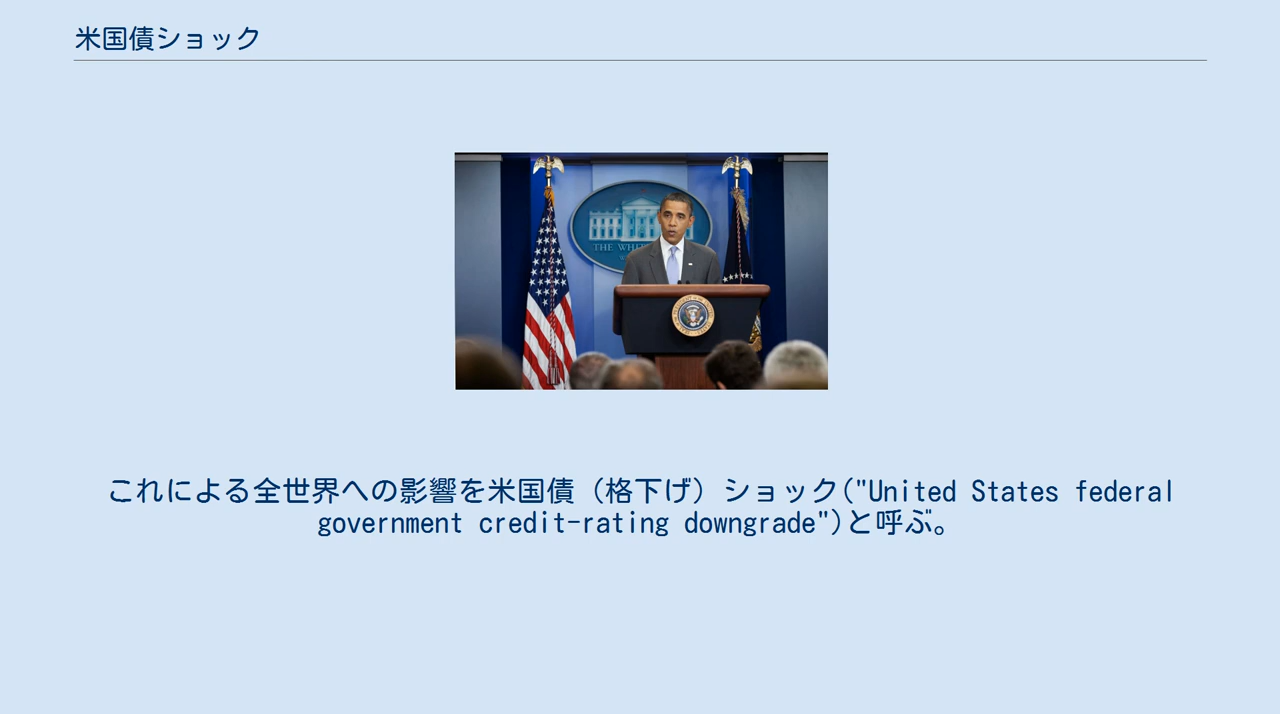 米国債ショック
THE WHI
これによる全世界への影響を米国債（格下げ）ショック("United States federal
government credit-rating downgrade")と呼ぶ。